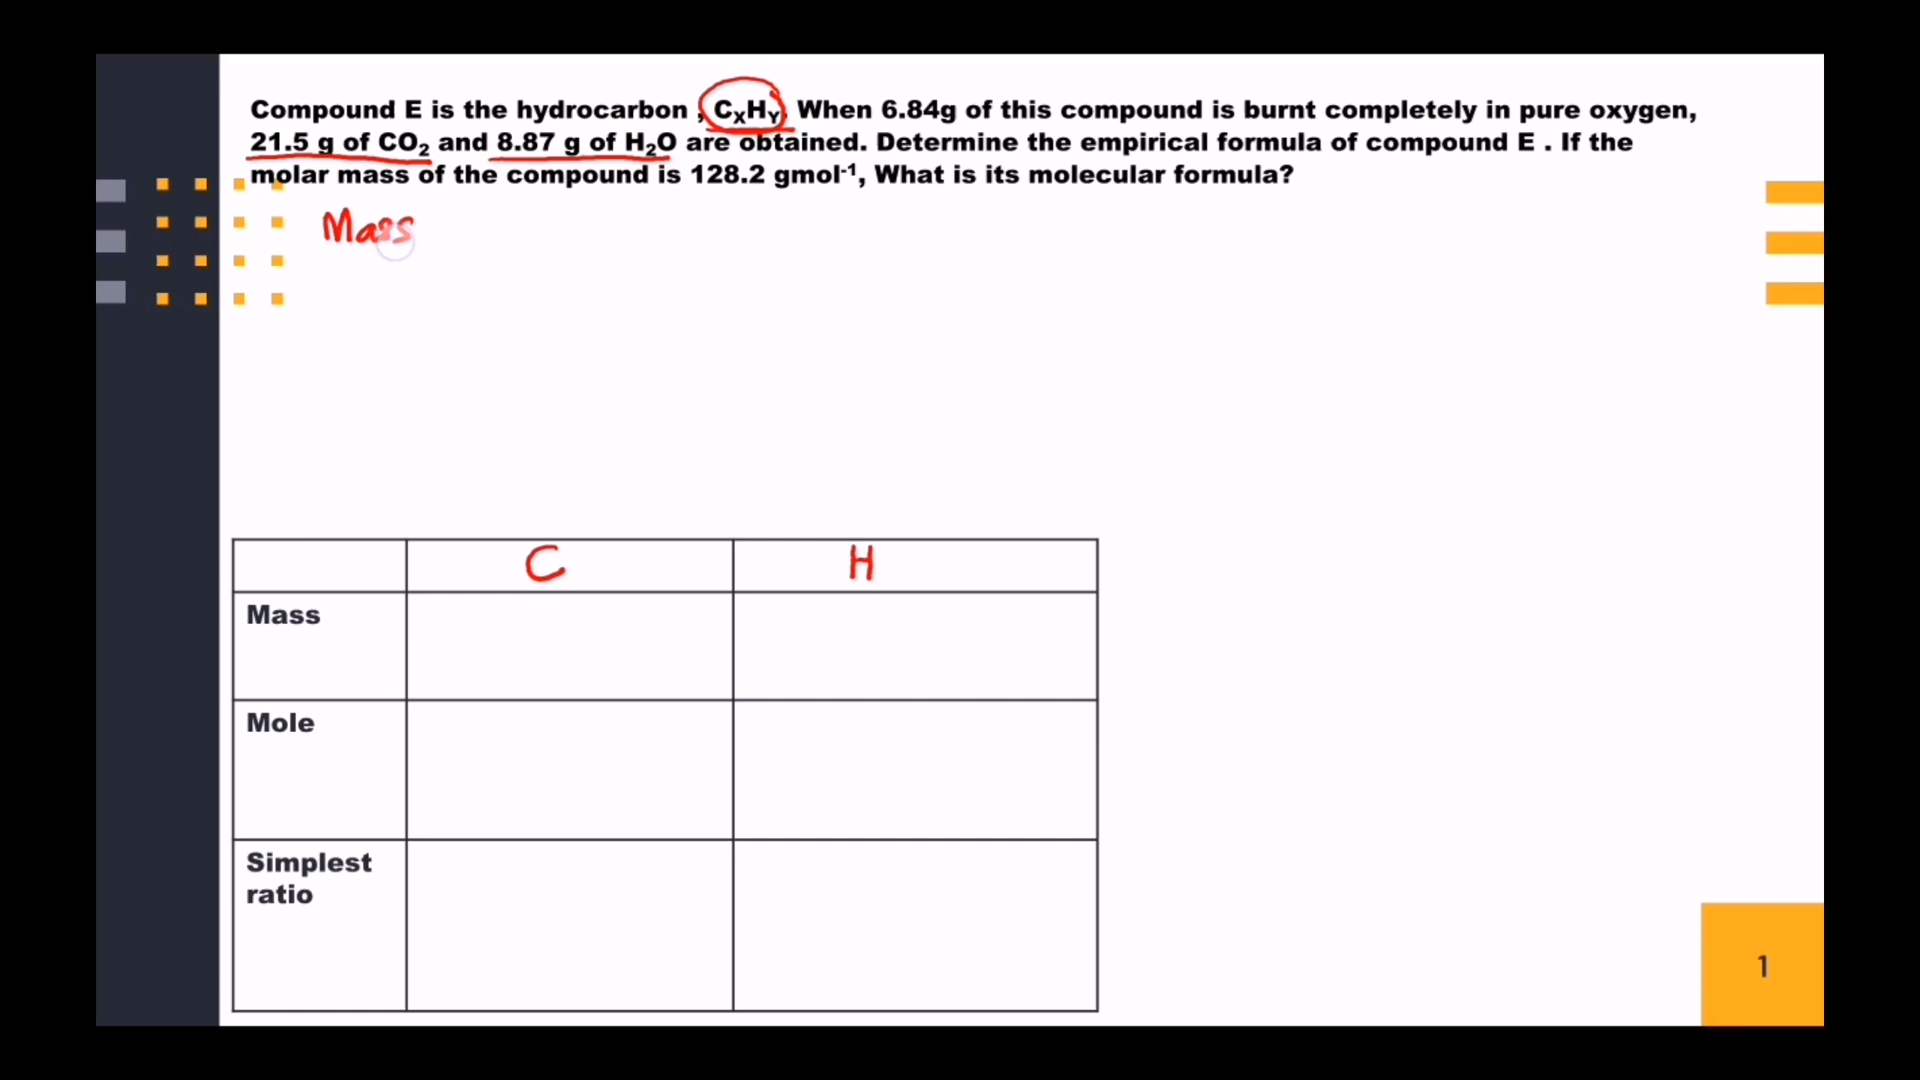 Compound E is the hydrocarbon , CₓHᵧ. When 6.84g of this compound is burnt completely in pure oxygen,
21.5 g of CO₂ and 8.87 g of H₂O are obtained. Determine the empirical formula of compound E . If the
molar mass of the compound is 128.2 gmol⁻¹, What is its molecular formula?
Mass
C H
Mass
Mole
Simplest
ratio
1